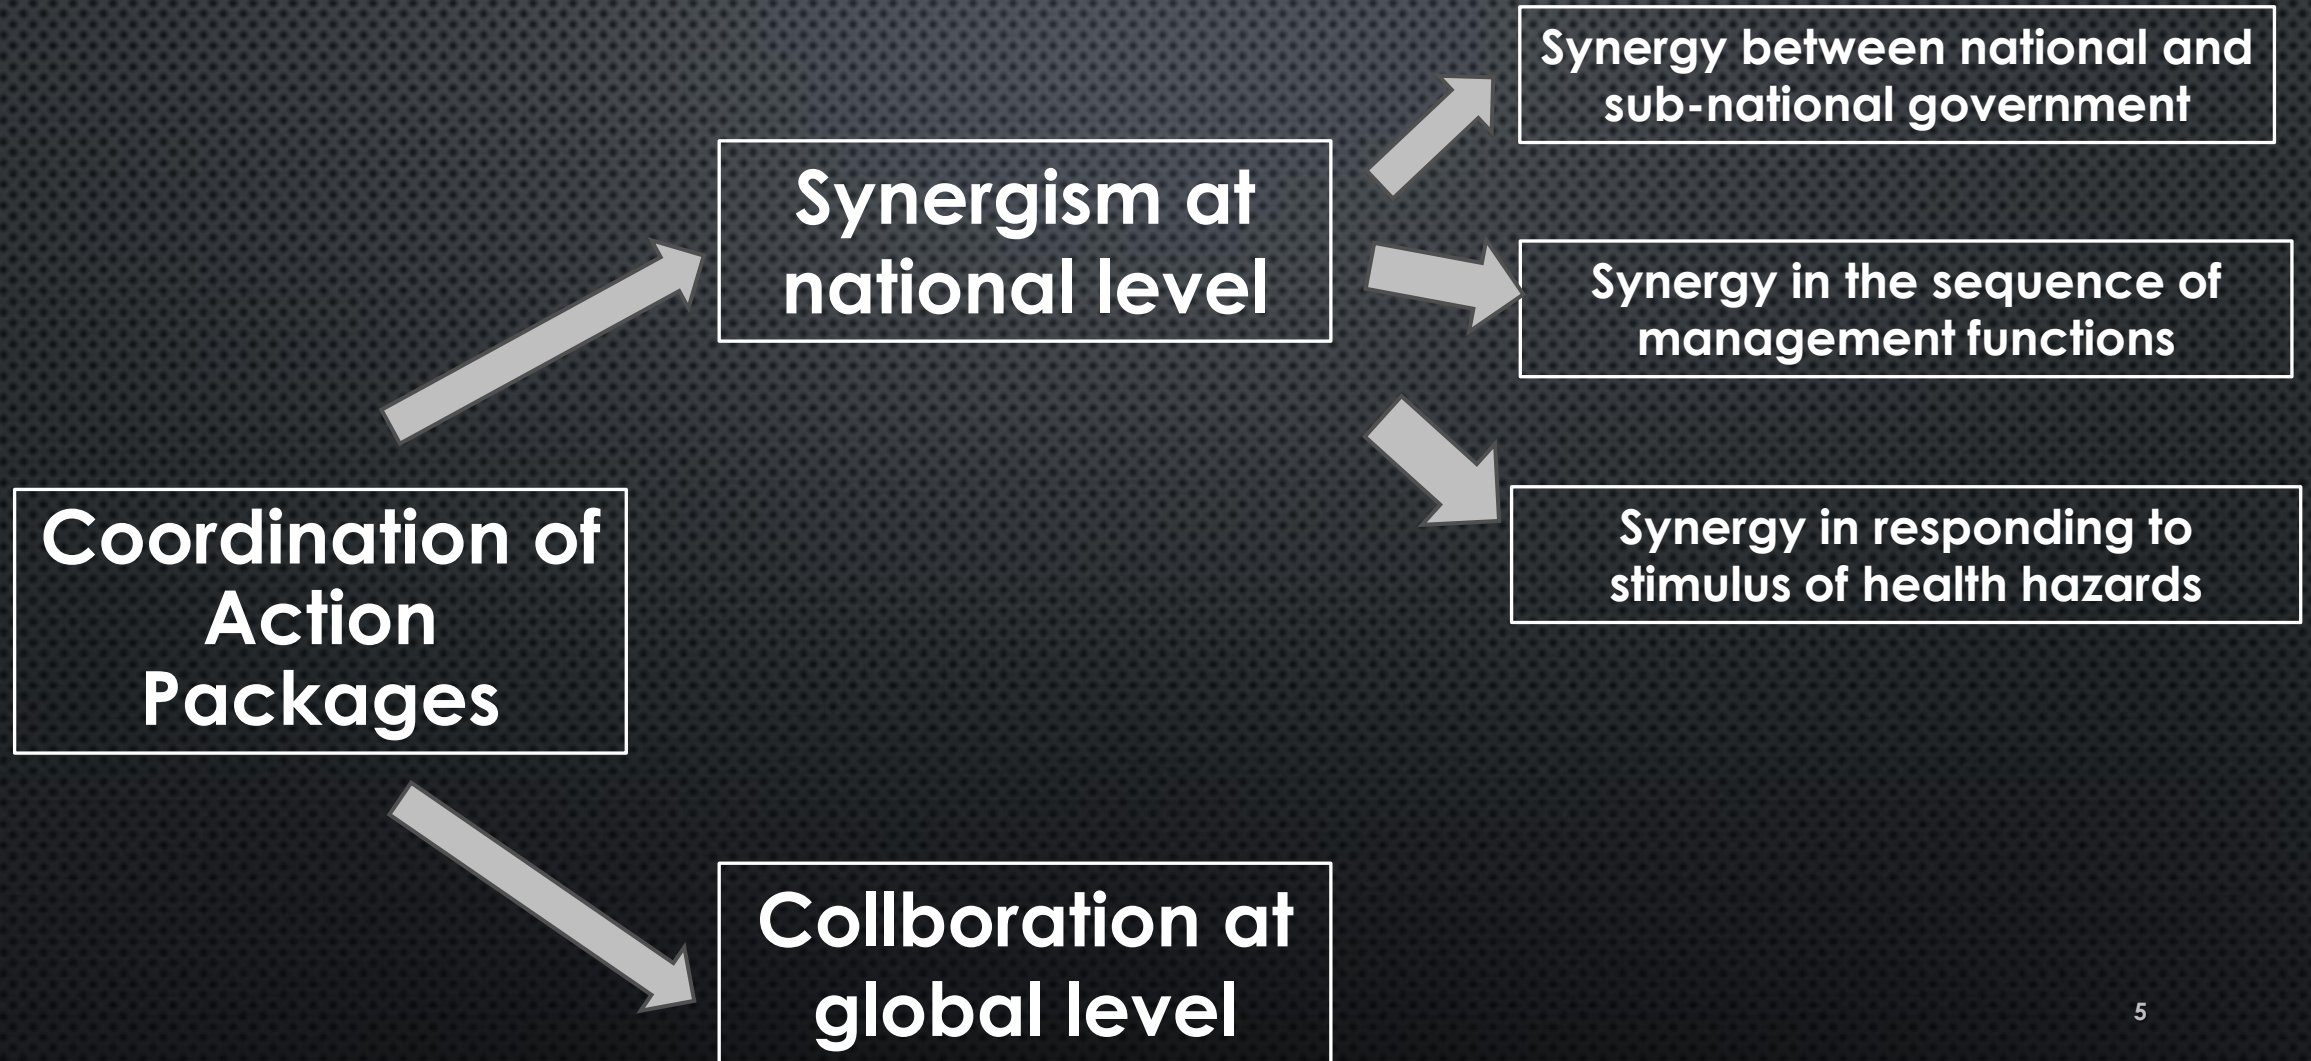 Synergy between national and
sub-national government
Synergism at
national level
Synergy in the sequence of
management functions
Coordination of
Action
Packages
Synergy in responding to
stimulus of health hazards
Collboration at
global level
5